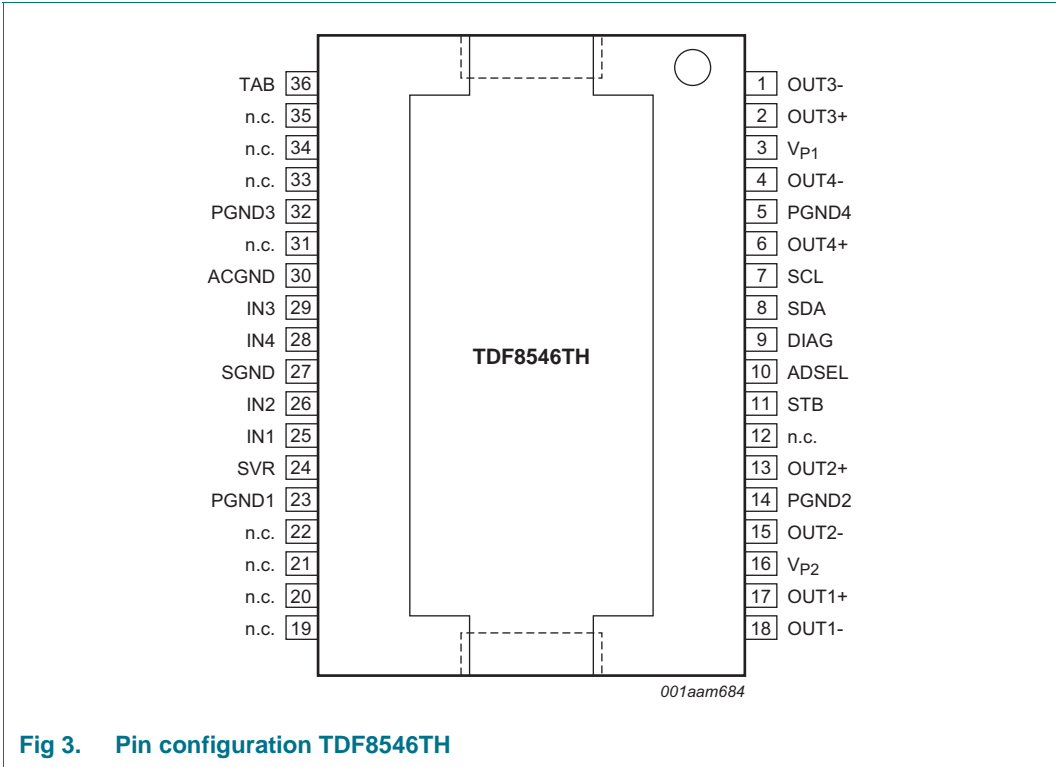 TAB 36
n.c. 35
n.c. 34
n.c. 33
PGND3 32
n.c. 31
ACGND 30
IN3 29
IN4 28
SGND 27
IN2 26
IN1 25
SVR 24
PGND1 23
n.c. 22
n.c. 21
n.c. 20
n.c. 19
TDF8546TH
1 OUT3-
2 OUT3+
3 VP1
4 OUT4-
5 PGND4
6 OUT4+
7 SCL
8 SDA
9 DIAG
10 ADSEL
11 STB
12 n.c.
13 OUT2+
14 PGND2
15 OUT2-
16 VP2
17 OUT1+
18 OUT1-
001aam684
Fig 3. Pin configuration TDF8546TH